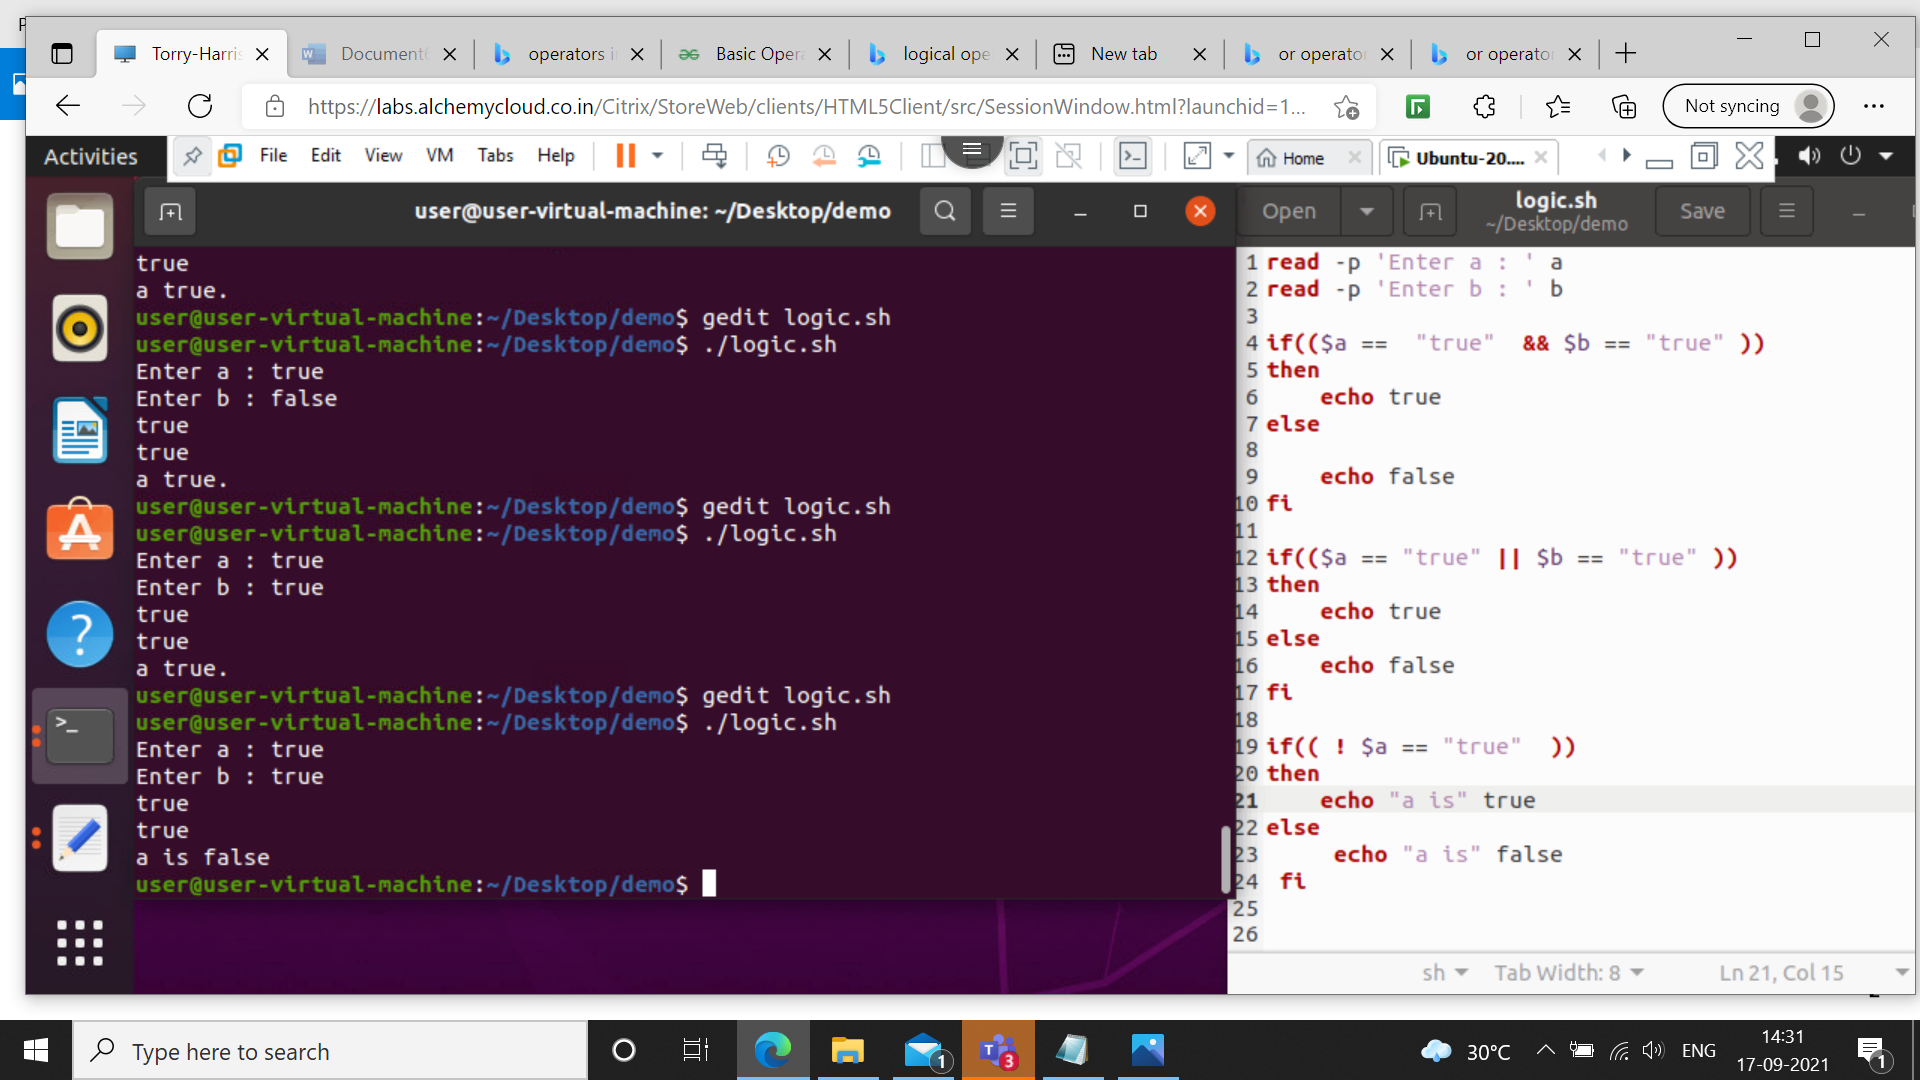 Torry-Harris
Document
operators i
Basic Oper
logical ope
New tab
or operato
or operato
https://labs.alchemycloud.co.in/Citrix/StoreWeb/clients/HTML5Client/src/SessionWindow.html?launchid=1...
Not syncing
Activities
File Edit View VM Tabs Help
Home
Ubuntu-20....
user@user-virtual-machine: ~/Desktop/demo
true
a true.
user@user-virtual-machine:~/Desktop/demo$ gedit logic.sh
user@user-virtual-machine:~/Desktop/demo$ ./logic.sh
Enter a : true
Enter b : false
true
true
a true.
user@user-virtual-machine:~/Desktop/demo$ gedit logic.sh
user@user-virtual-machine:~/Desktop/demo$ ./logic.sh
Enter a : true
Enter b : true
true
true
a true.
user@user-virtual-machine:~/Desktop/demo$ gedit logic.sh
user@user-virtual-machine:~/Desktop/demo$ ./logic.sh
Enter a : true
Enter b : true
true
true
a is false
user@user-virtual-machine:~/Desktop/demo$
Open
logic.sh
~/Desktop/demo
Save
1 read -p 'Enter a : ' a
2 read -p 'Enter b : ' b
3
4 if(($a ==  "true"  && $b == "true" ))
5 then
6     echo true
7 else
8
9     echo false
10 fi
11
12 if(($a == "true" || $b == "true" ))
13 then
14     echo true
15 else
16     echo false
17 fi
18
19 if(( ! $a == "true"  ))
20 then
21     echo "a is" true
22 else
23      echo "a is" false
24  fi
25
26
sh Tab Width: 8 Ln 21, Col 15
Type here to search
1
T
3
30°C
ENG
14:31
17-09-2021
1